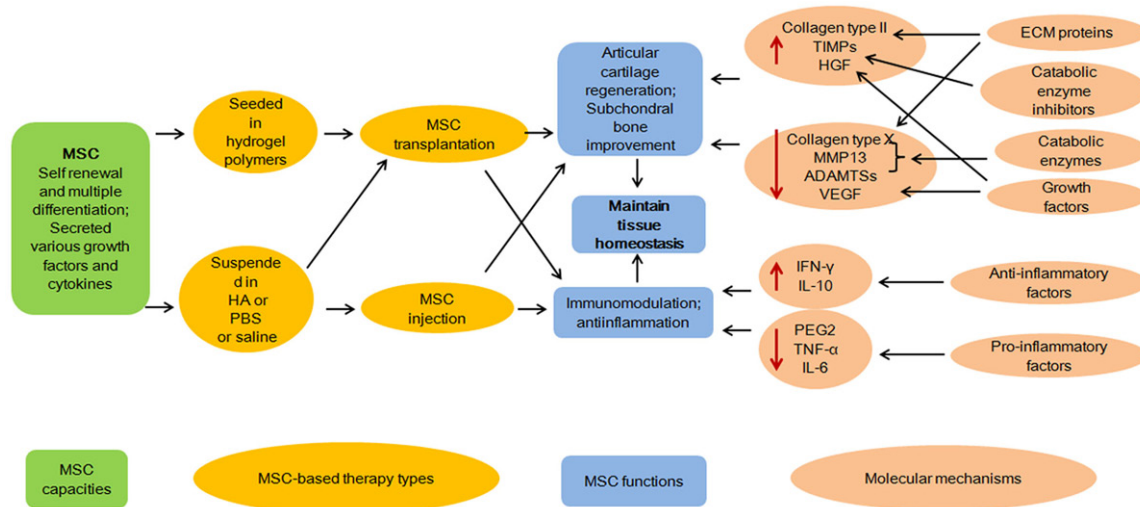 MSC
Self renewal
and multiple
differentiation;
Secreted
various growth
factors and
cytokines
Seeded
in
hydrogel
polymers
Suspende
d in
HA or
PBS
or saline
MSC
transplantation
MSC
injection
Articular
cartilage
regeneration;
Subchondral
bone
improvement
Maintain
tissue
homeostasis
Immunomodulation;
antiinflammation
Collagen type II
TIMPs
HGF
Collagen type X
MMP13
ADAMTSs
VEGF
IFN-γ
IL-10
PEG2
TNF-α
IL-6
ECM proteins
Catabolic
enzyme
inhibitors
Catabolic
enzymes
Growth
factors
Anti-inflammatory
factors
Pro-inflammatory
factors
MSC
capacities
MSC-based therapy types
MSC functions
Molecular mechanisms